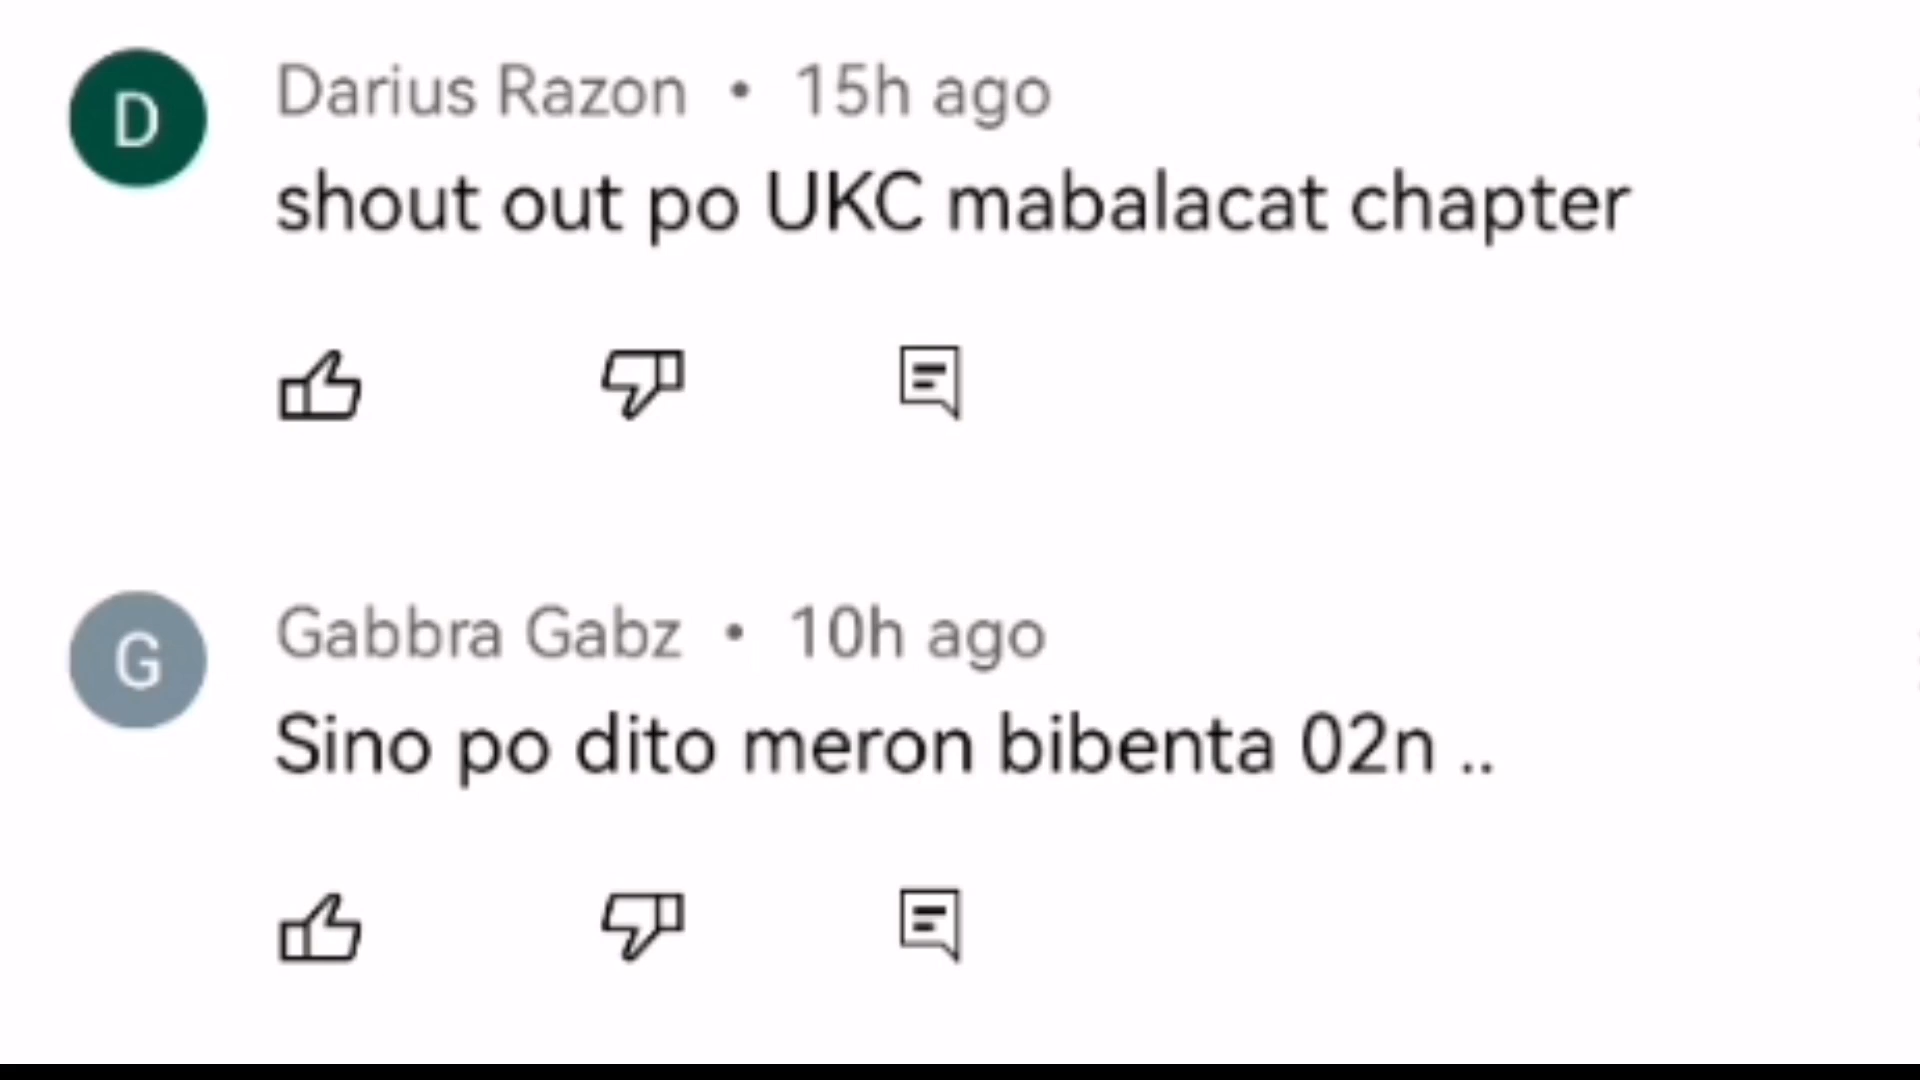 D
Darius Razon • 15h ago
shout out po UKC mabalacat chapter
G
Gabbra Gabz • 10h ago
Sino po dito meron bibenta 02n ..